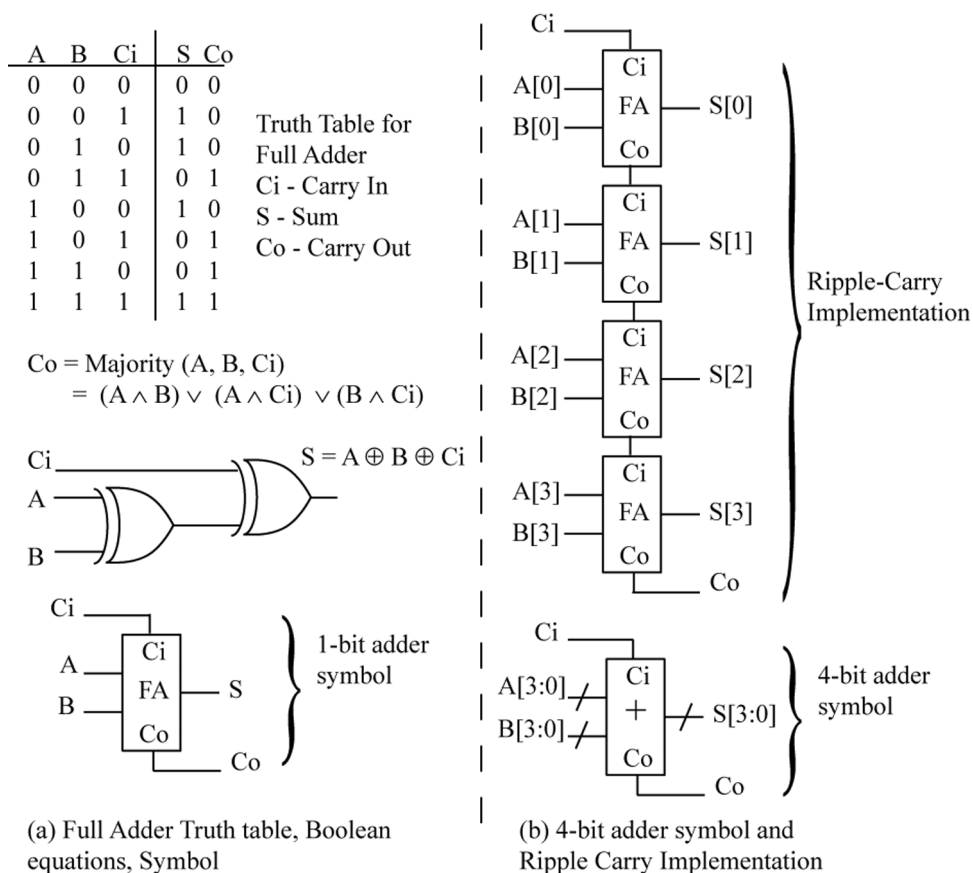 A B Ci S Co
0 0 0 0 0
0 0 1 1 0
0 1 0 1 0
0 1 1 0 1
1 0 0 1 0
1 0 1 0 1
1 1 0 0 1
1 1 1 1 1
Truth Table for
Full Adder
Ci - Carry In
S - Sum
Co - Carry Out
Co = Majority (A, B, Ci)
= (A ∧ B) ∨ (A ∧ Ci) ∨ (B ∧ Ci)
Ci
A
B
S = A ⊕ B ⊕ Ci
Ci
A
B
Ci
FA
Co
S
Co
1-bit adder
symbol
(a) Full Adder Truth table, Boolean
equations, Symbol
Ci
A[0]
B[0]
Ci
FA
Co
S[0]
A[1]
B[1]
Ci
FA
Co
S[1]
A[2]
B[2]
Ci
FA
Co
S[2]
A[3]
B[3]
Ci
FA
Co
S[3]
Co
Ripple-Carry
Implementation
Ci
A[3:0]
B[3:0]
Ci
+
Co
S[3:0]
Co
4-bit adder
symbol
(b) 4-bit adder symbol and
Ripple Carry Implementation